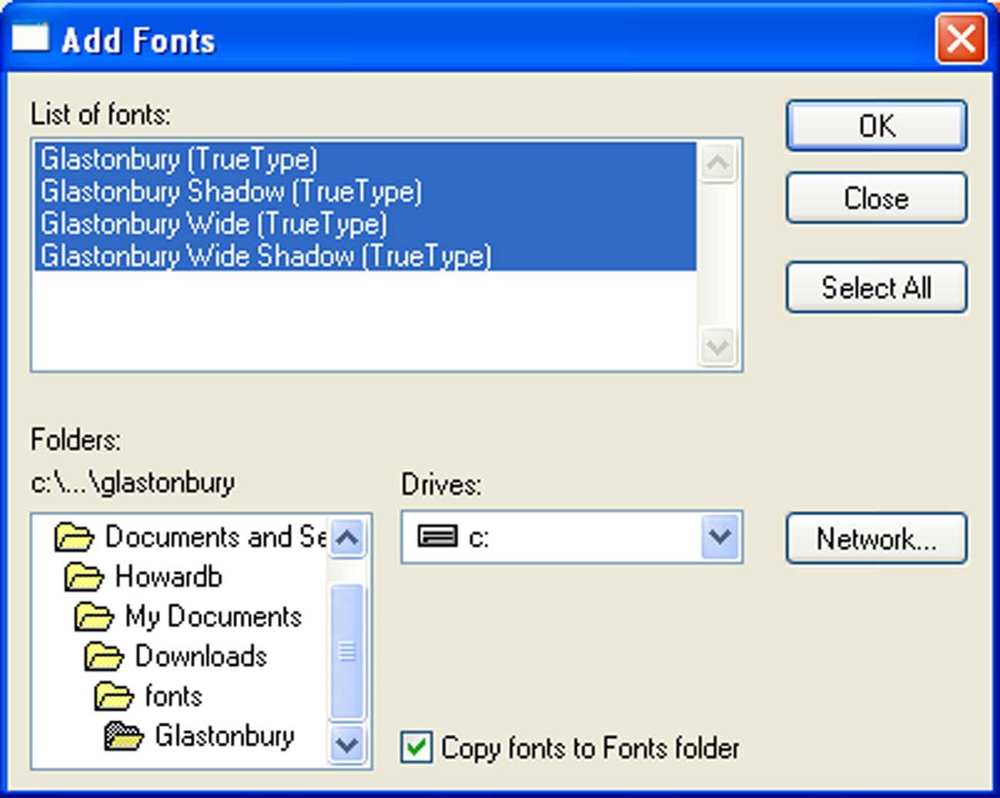 Add Fonts
List of fonts:
Glastonbury (TrueType)
Glastonbury Shadow (TrueType)
Glastonbury Wide (TrueType)
Glastonbury Wide Shadow (TrueType)
OK
Close
Select All
Folders:
c:\...\glastonbury
Documents and Se
Howardb
My Documents
Downloads
fonts
Glastonbury
Drives:
c:
Network...
Copy fonts to Fonts folder